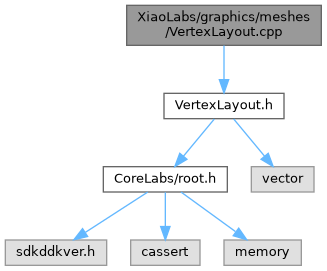 XiaoLabs/graphics/meshes
/VertexLayout.cpp
VertexLayout.h
CoreLabs/root.h
vector
sdkddkver.h
cassert
memory